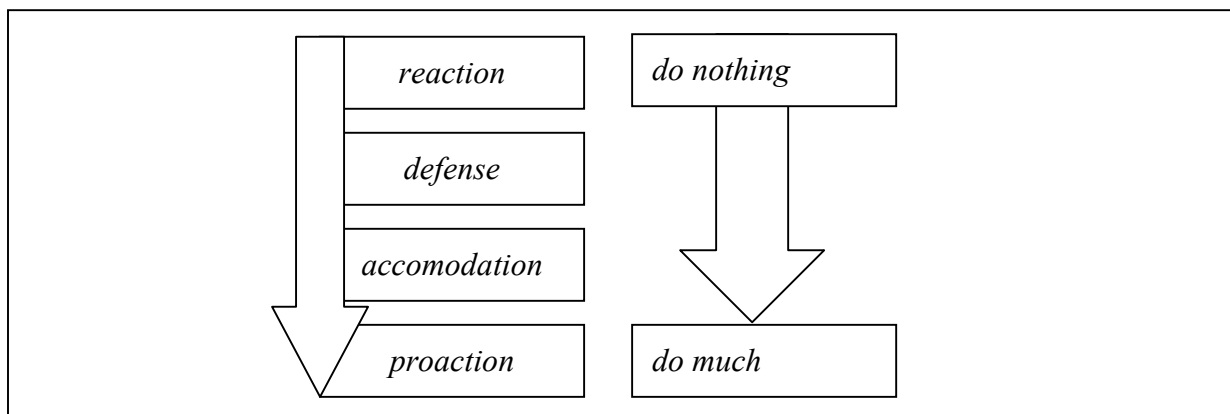 reaction
do nothing
defense
accomodation
proaction
do much